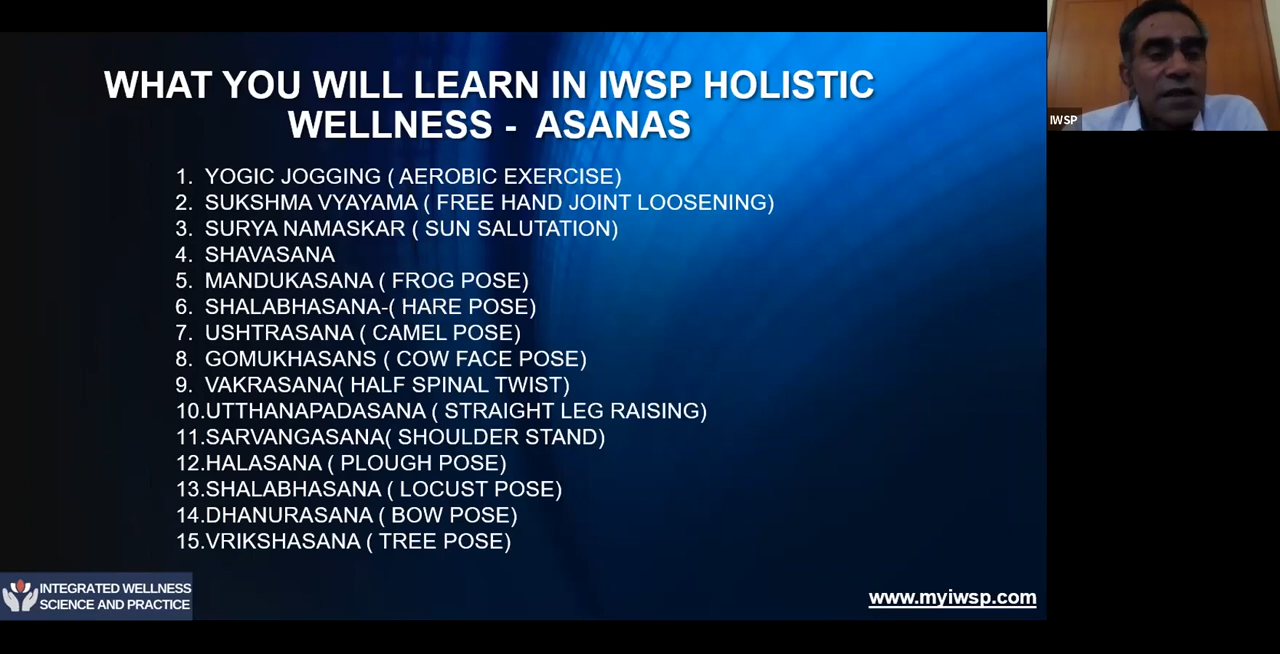 WHAT YOU WILL LEARN IN IWSP HOLISTIC
WELLNESS - ASANAS
1. YOGIC JOGGING ( AEROBIC EXERCISE)
2. SUKSHMA VYAYAMA ( FREE HAND JOINT LOOSENING)
3. SURYA NAMASKAR ( SUN SALUTATION)
4. SHAVASANA
5. MANDUKASANA ( FROG POSE)
6. SHALABHASANA-( HARE POSE)
7. USHTRASANA ( CAMEL POSE)
8. GOMUKHASANS ( COW FACE POSE)
9. VAKRASANA( HALF SPINAL TWIST)
10.UTTHANAPADASANA ( STRAIGHT LEG RAISING)
11.SARVANGASANA( SHOULDER STAND)
12.HALASANA ( PLOUGH POSE)
13.SHALABHASANA ( LOCUST POSE)
14.DHANURASANA ( BOW POSE)
15.VRIKSHASANA ( TREE POSE)
INTEGRATED WELLNESS
SCIENCE AND PRACTICE
www.myiwsp.com
IWSP